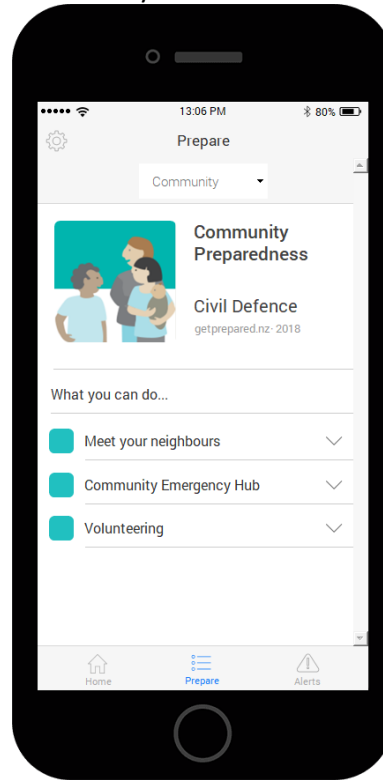 13:06 PM
80%
Prepare
Community
Community
Preparedness
Civil Defence
getprepared.nz- 2018
What you can do...
Meet your neighbours
Community Emergency Hub
Volunteering
Home
Prepare
Alerts